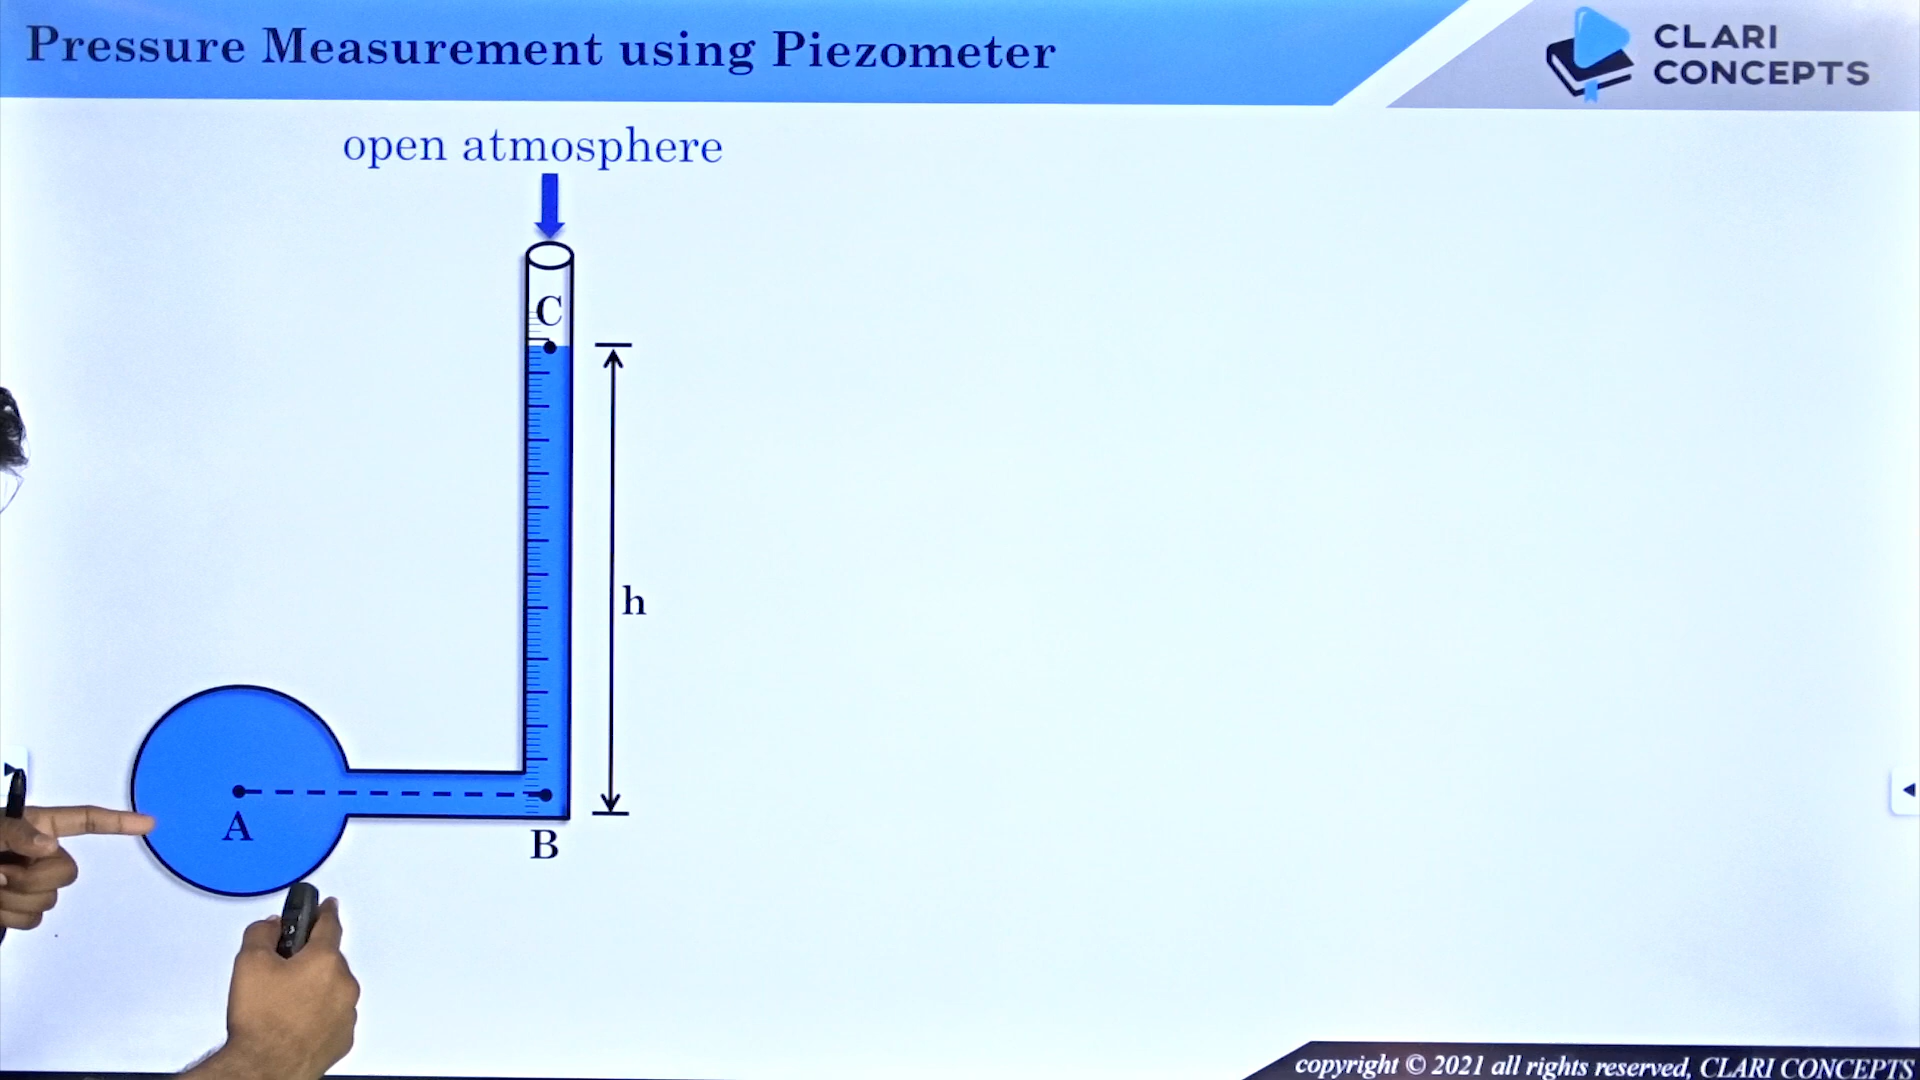 Pressure Measurement using Piezometer
CLARI
CONCEPTS
open atmosphere
C
h
A
B
copyright © 2021 all rights reserved, CLARI CONCEPTS